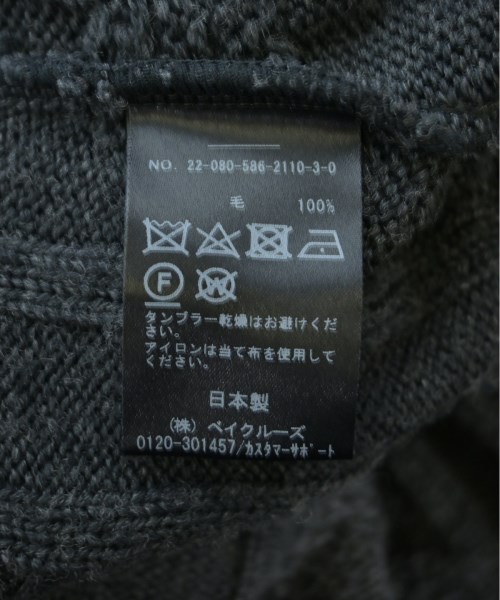 NO. 22-080-586-2110-3-0
毛 100%
F W
タンブラー乾燥はお避けくだ
さい。
アイロンは当て布を使用して
ください。
日本製
(株) ベイクルーズ
0120-301457/カスタマーサポート